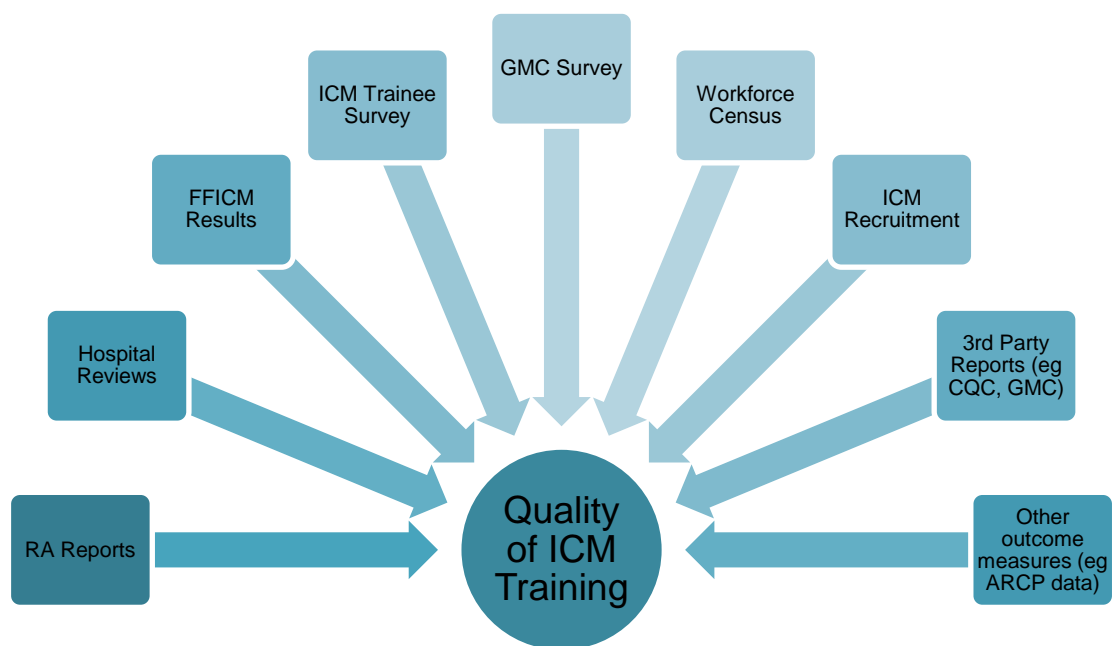 GMC Survey
ICM Trainee
Survey
Workforce
Census
FFICM
Results
ICM
Recruitment
Hospital
Reviews
3rd Party
Reports (eg
CQC, GMC)
RA Reports
Quality
of ICM
Training
Other
outcome
measures (eg
ARCP data)